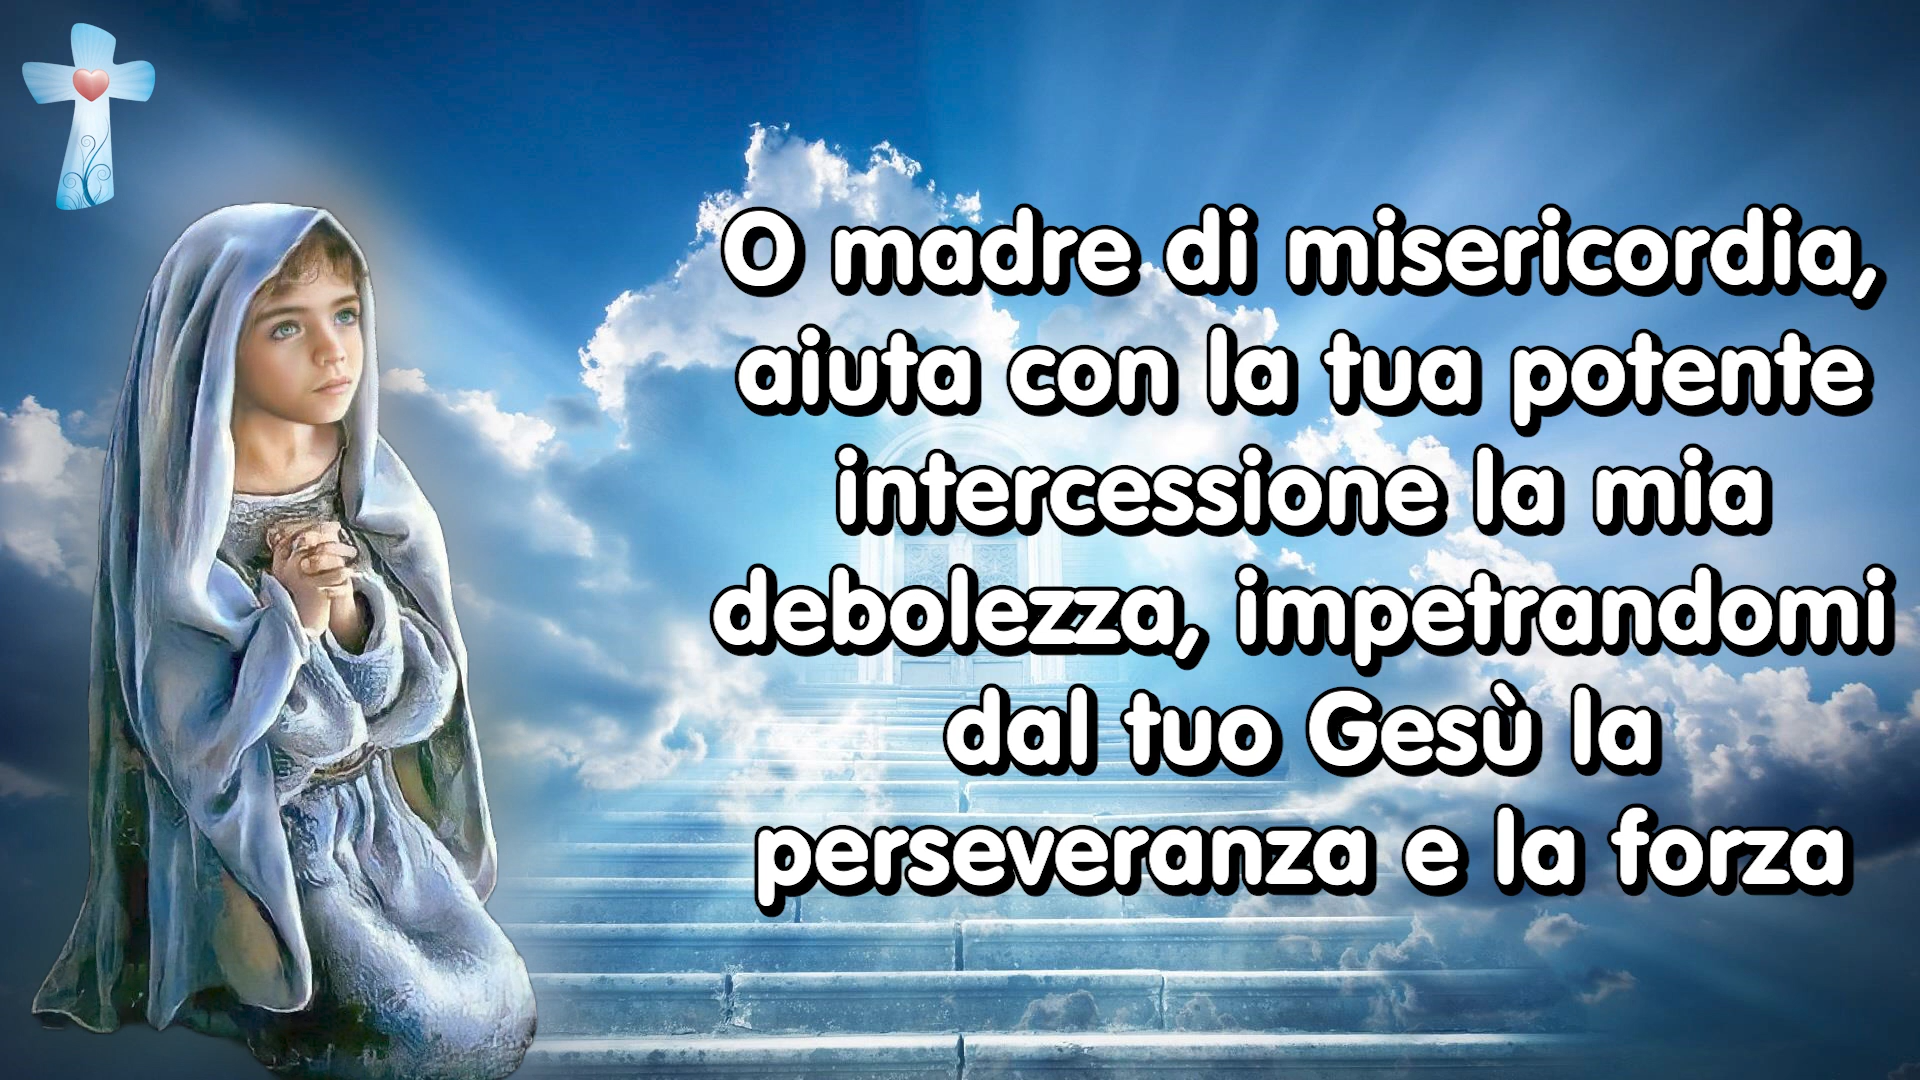 O madre di misericordia,
aiuta con la tua potente
intercessione la mia
debolezza, impetrandomi
dal tuo Gesù la
perseveranza e la forza